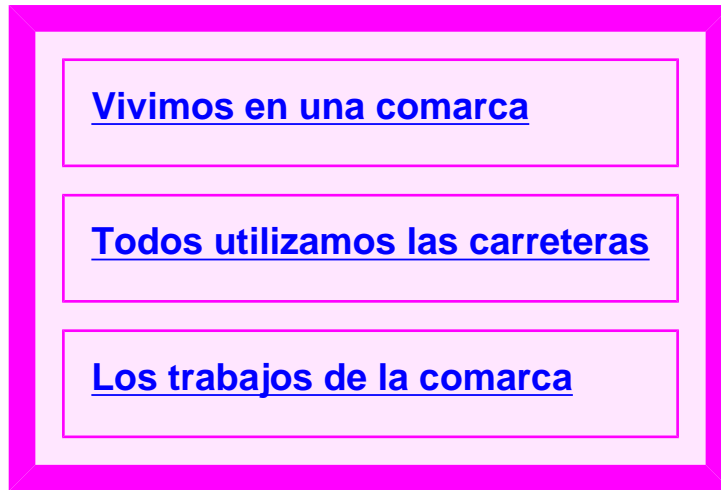 Vivimos en una comarca
Todos utilizamos las carreteras
Los trabajos de la comarca